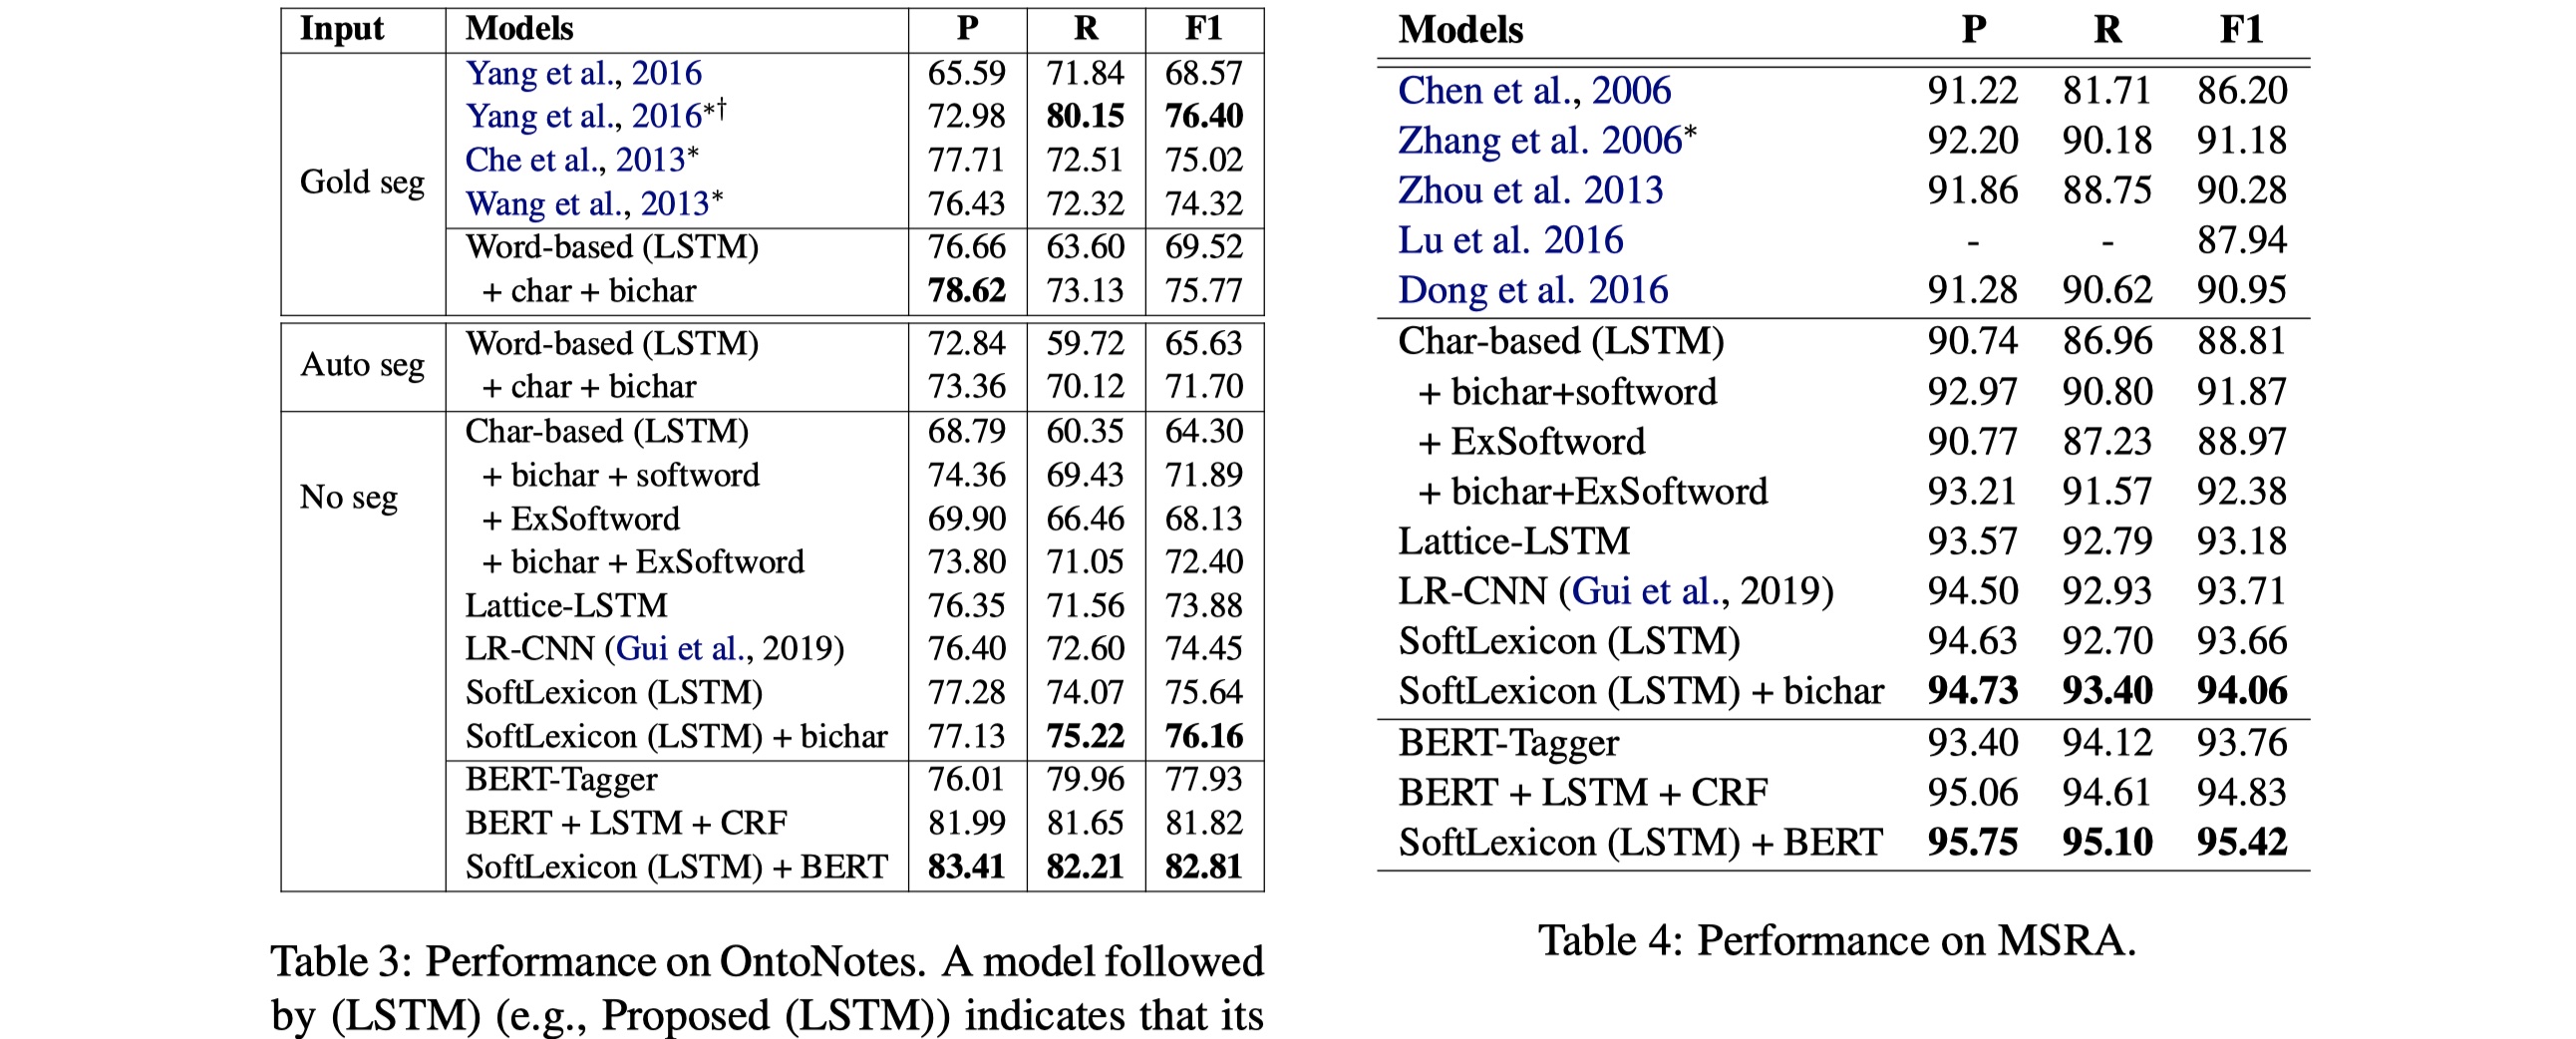 Input Models P R F1
Yang et al., 2016 65.59 71.84 68.57
Yang et al., 2016*† 72.98 80.15 76.40
Che et al., 2013* 77.71 72.51 75.02
Gold seg
Wang et al., 2013* 76.43 72.32 74.32
Word-based (LSTM) 76.66 63.60 69.52
+ char + bichar 78.62 73.13 75.77
Word-based (LSTM) 72.84 59.72 65.63
Auto seg
+ char + bichar 73.36 70.12 71.70
Char-based (LSTM) 68.79 60.35 64.30
+ bichar + softword 74.36 69.43 71.89
No seg
+ ExSoftword 69.90 66.46 68.13
+ bichar + ExSoftword 73.80 71.05 72.40
Lattice-LSTM 76.35 71.56 73.88
LR-CNN (Gui et al., 2019) 76.40 72.60 74.45
SoftLexicon (LSTM) 77.28 74.07 75.64
SoftLexicon (LSTM) + bichar 77.13 75.22 76.16
BERT-Tagger 76.01 79.96 77.93
BERT + LSTM + CRF 81.99 81.65 81.82
SoftLexicon (LSTM) + BERT 83.41 82.21 82.81
Table 3: Performance on OntoNotes. A model followed
by (LSTM) (e.g., Proposed (LSTM)) indicates that its
Models P R F1
Chen et al., 2006 91.22 81.71 86.20
Zhang et al. 2006* 92.20 90.18 91.18
Zhou et al. 2013 91.86 88.75 90.28
Lu et al. 2016 - - 87.94
Dong et al. 2016 91.28 90.62 90.95
Char-based (LSTM) 90.74 86.96 88.81
+ bichar+softword 92.97 90.80 91.87
+ ExSoftword 90.77 87.23 88.97
+ bichar+ExSoftword 93.21 91.57 92.38
Lattice-LSTM 93.57 92.79 93.18
LR-CNN (Gui et al., 2019) 94.50 92.93 93.71
SoftLexicon (LSTM) 94.63 92.70 93.66
SoftLexicon (LSTM) + bichar 94.73 93.40 94.06
BERT-Tagger 93.40 94.12 93.76
BERT + LSTM + CRF 95.06 94.61 94.83
SoftLexicon (LSTM) + BERT 95.75 95.10 95.42
Table 4: Performance on MSRA.